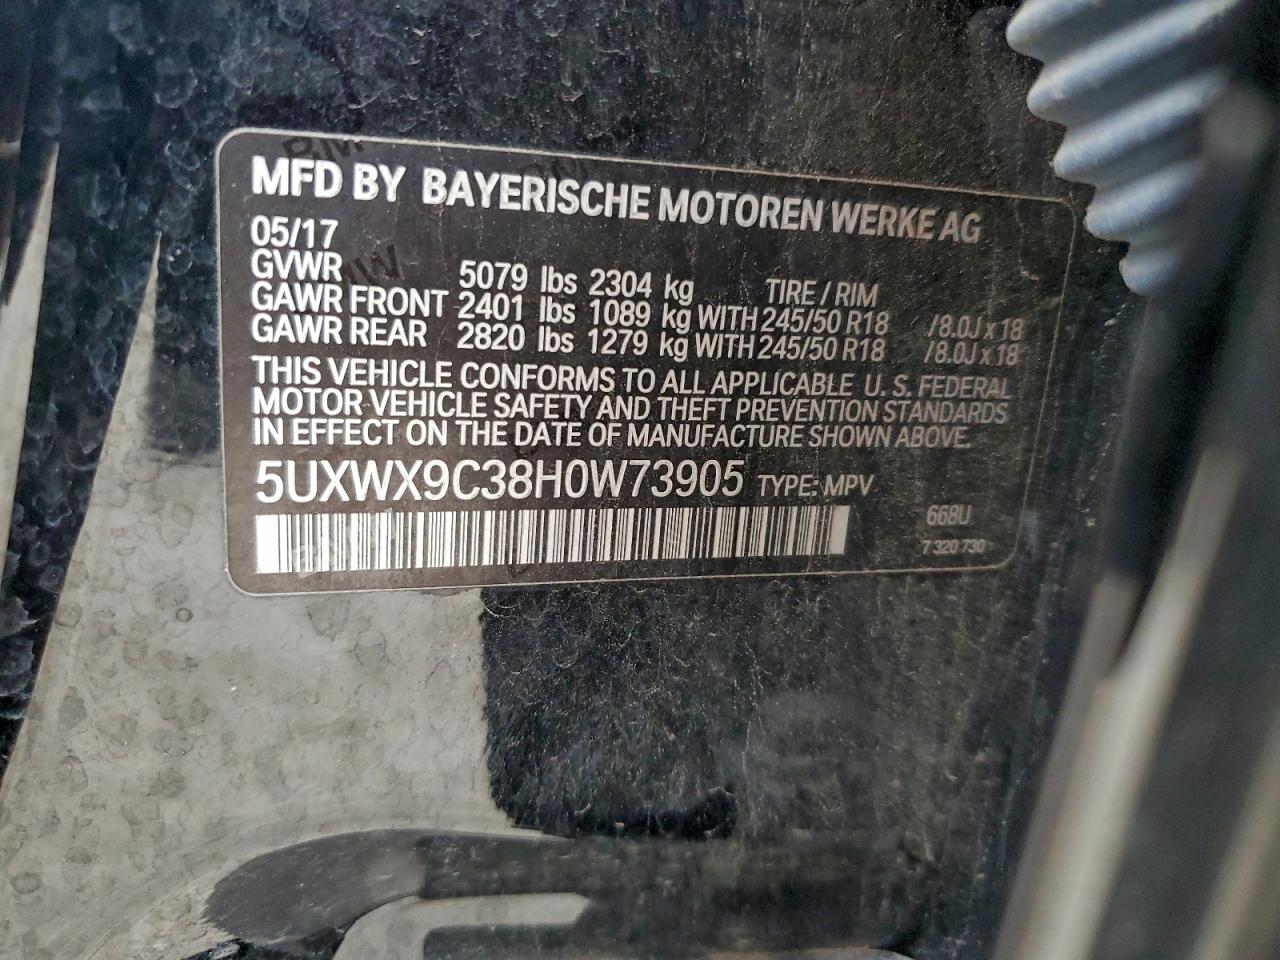 MFD BY BAYERISCHE MOTOREN WERKE AG
05/17
GVWR 5079 lbs 2304 kg TIRE / RIM
GAWR FRONT 2401 lbs 1089 kg WITH 245/50 R18 /8.0J x 18
GAWR REAR 2820 lbs 1279 kg WITH 245/50 R18 /8.0J x 18
THIS VEHICLE CONFORMS TO ALL APPLICABLE U. S. FEDERAL
MOTOR VEHICLE SAFETY AND THEFT PREVENTION STANDARDS
IN EFFECT ON THE DATE OF MANUFACTURE SHOWN ABOVE.
5UXWX9C38H0W73905 TYPE: MPV
668U
7 320 730